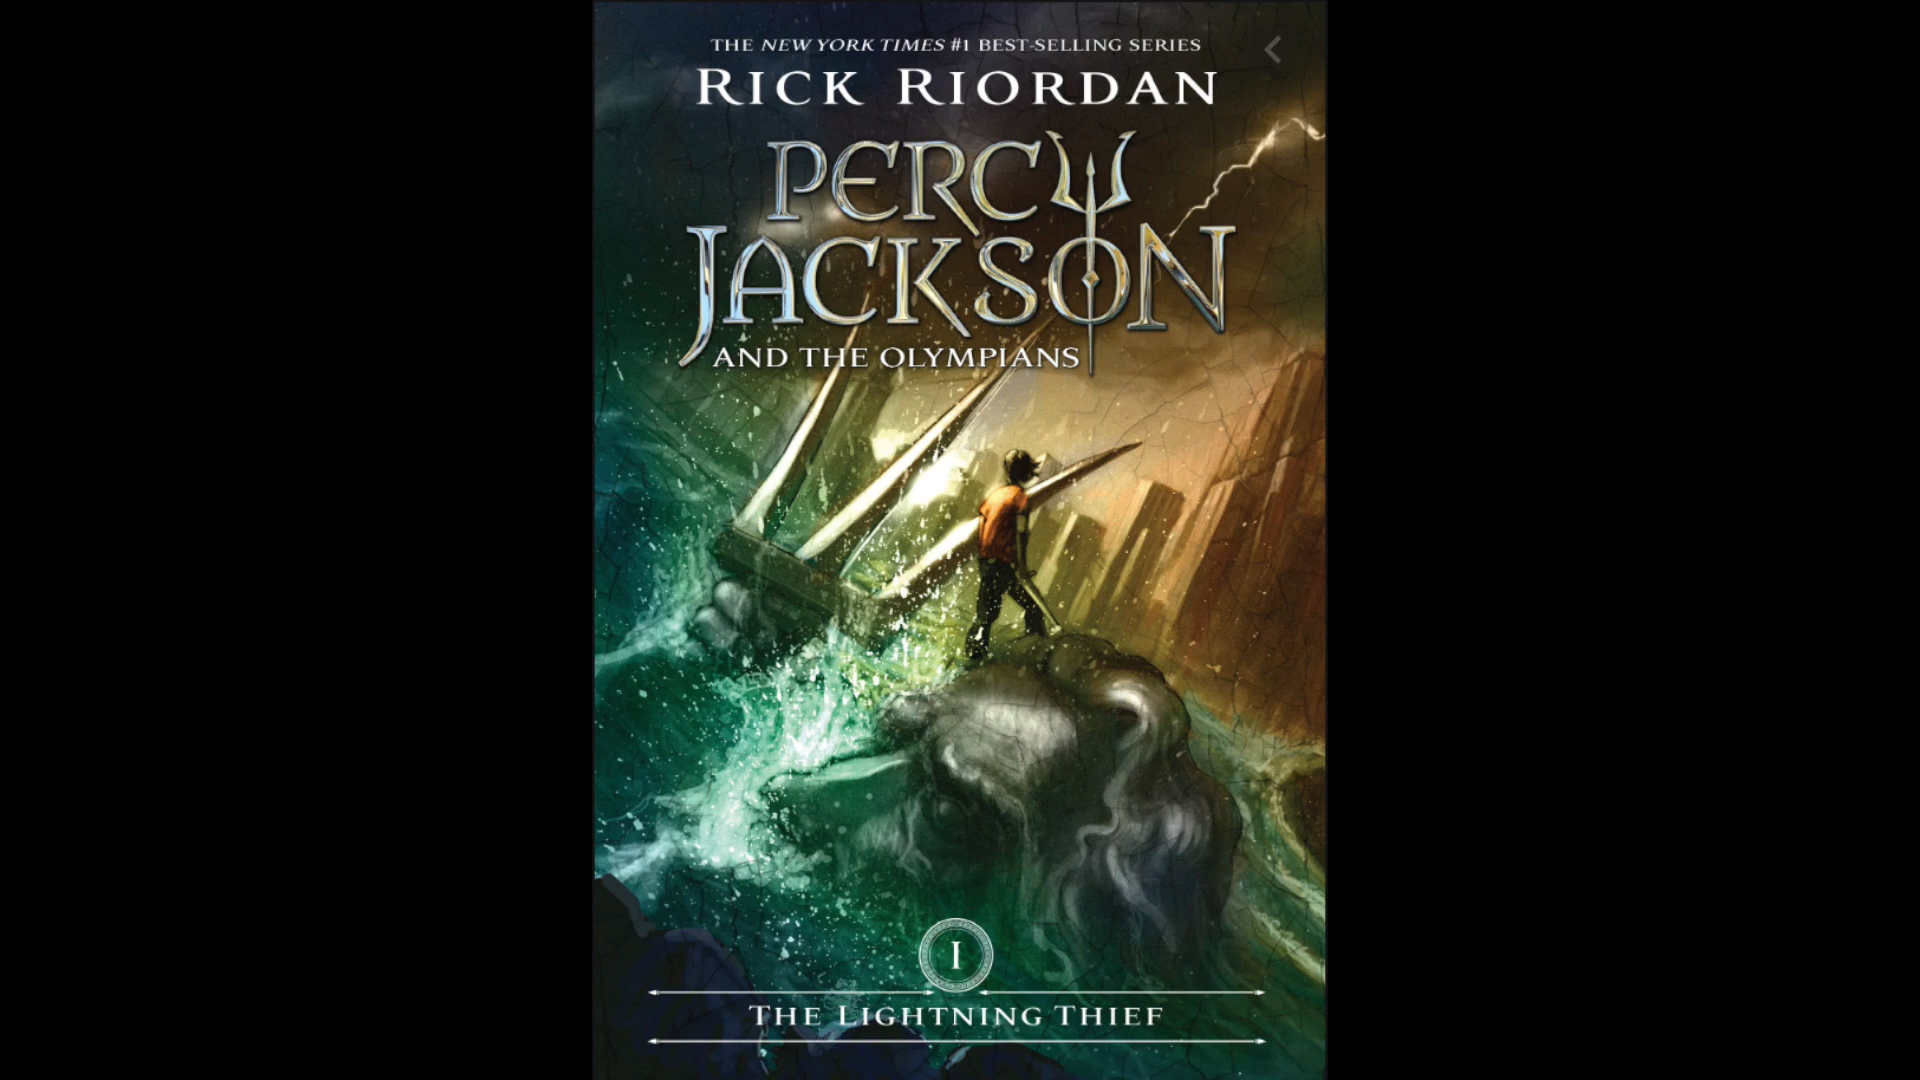 THE NEW YORK TIMES #1 BEST-SELLING SERIES
RICK RIORDAN
PERCY
JACKSON
AND THE OLYMPIANS
I
THE LIGHTNING THIEF